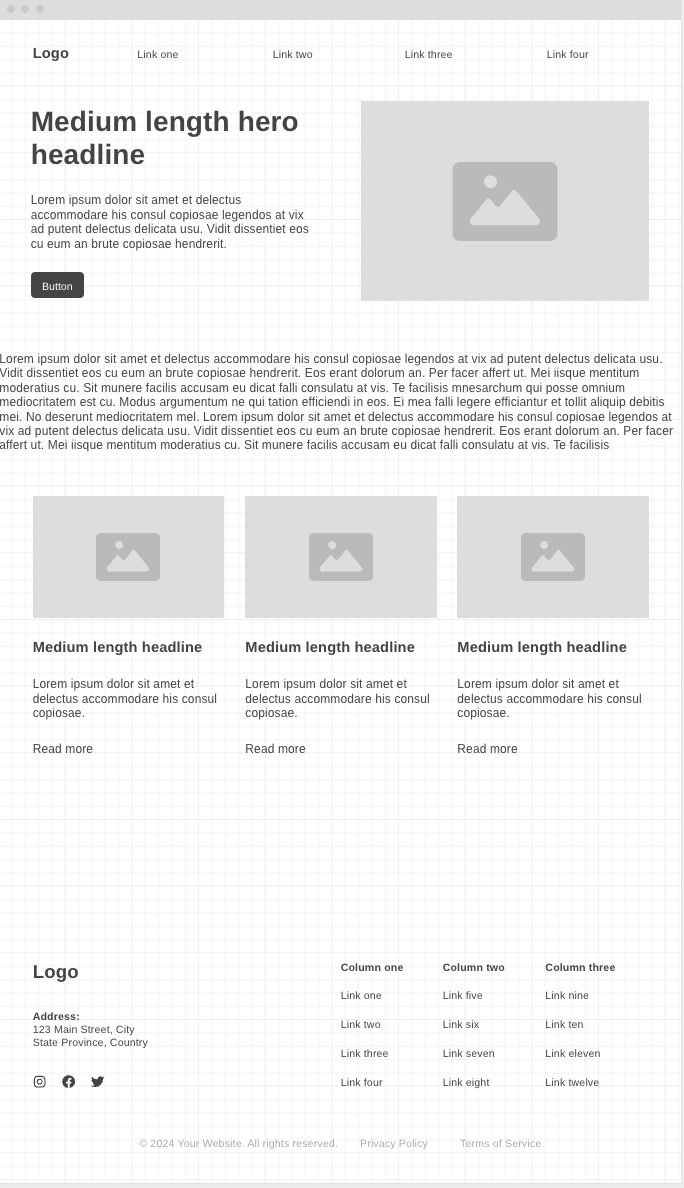 Logo
Link one
Link two
Link three
Link four
Medium length hero
headline
Lorem ipsum dolor sit amet et delectus
accommodare his consul copiosae legendos at vix
ad putent delectus delicata usu. Vidit dissentiet eos
cu eum an brute copiosae hendrerit.
Button
Lorem ipsum dolor sit amet et delectus accommodare his consul copiosae legendos at vix ad putent delectus delicata usu.
Vidit dissentiet eos cu eum an brute copiosae hendrerit. Eos erant dolorum an. Per facer affert ut. Mei iisque mentitum
moderatius cu. Sit munere facilis accusam eu dicat falli consulatu at vis. Te facilisis mnesarchum qui posse omnium
mediocritatem est cu. Modus argumentum ne qui tation efficiendi in eos. Ei mea falli legere efficiantur et tollit aliquip debitis
mei. No deserunt mediocritatem mel. Lorem ipsum dolor sit amet et delectus accommodare his consul copiosae legendos at
vix ad putent delectus delicata usu. Vidit dissentiet eos cu eum an brute copiosae hendrerit. Eos erant dolorum an. Per facer
affert ut. Mei iisque mentitum moderatius cu. Sit munere facilis accusam eu dicat falli consulatu at vis. Te facilisis
Medium length headline
Lorem ipsum dolor sit amet et
delectus accommodare his consul
copiosae.
Read more
Medium length headline
Lorem ipsum dolor sit amet et
delectus accommodare his consul
copiosae.
Read more
Medium length headline
Lorem ipsum dolor sit amet et
delectus accommodare his consul
copiosae.
Read more
Logo
Address:
123 Main Street, City
State Province, Country
Column one
Link one
Link two
Link three
Link four
Column two
Link five
Link six
Link seven
Link eight
Column three
Link nine
Link ten
Link eleven
Link twelve
© 2024 Your Website. All rights reserved.
Privacy Policy
Terms of Service